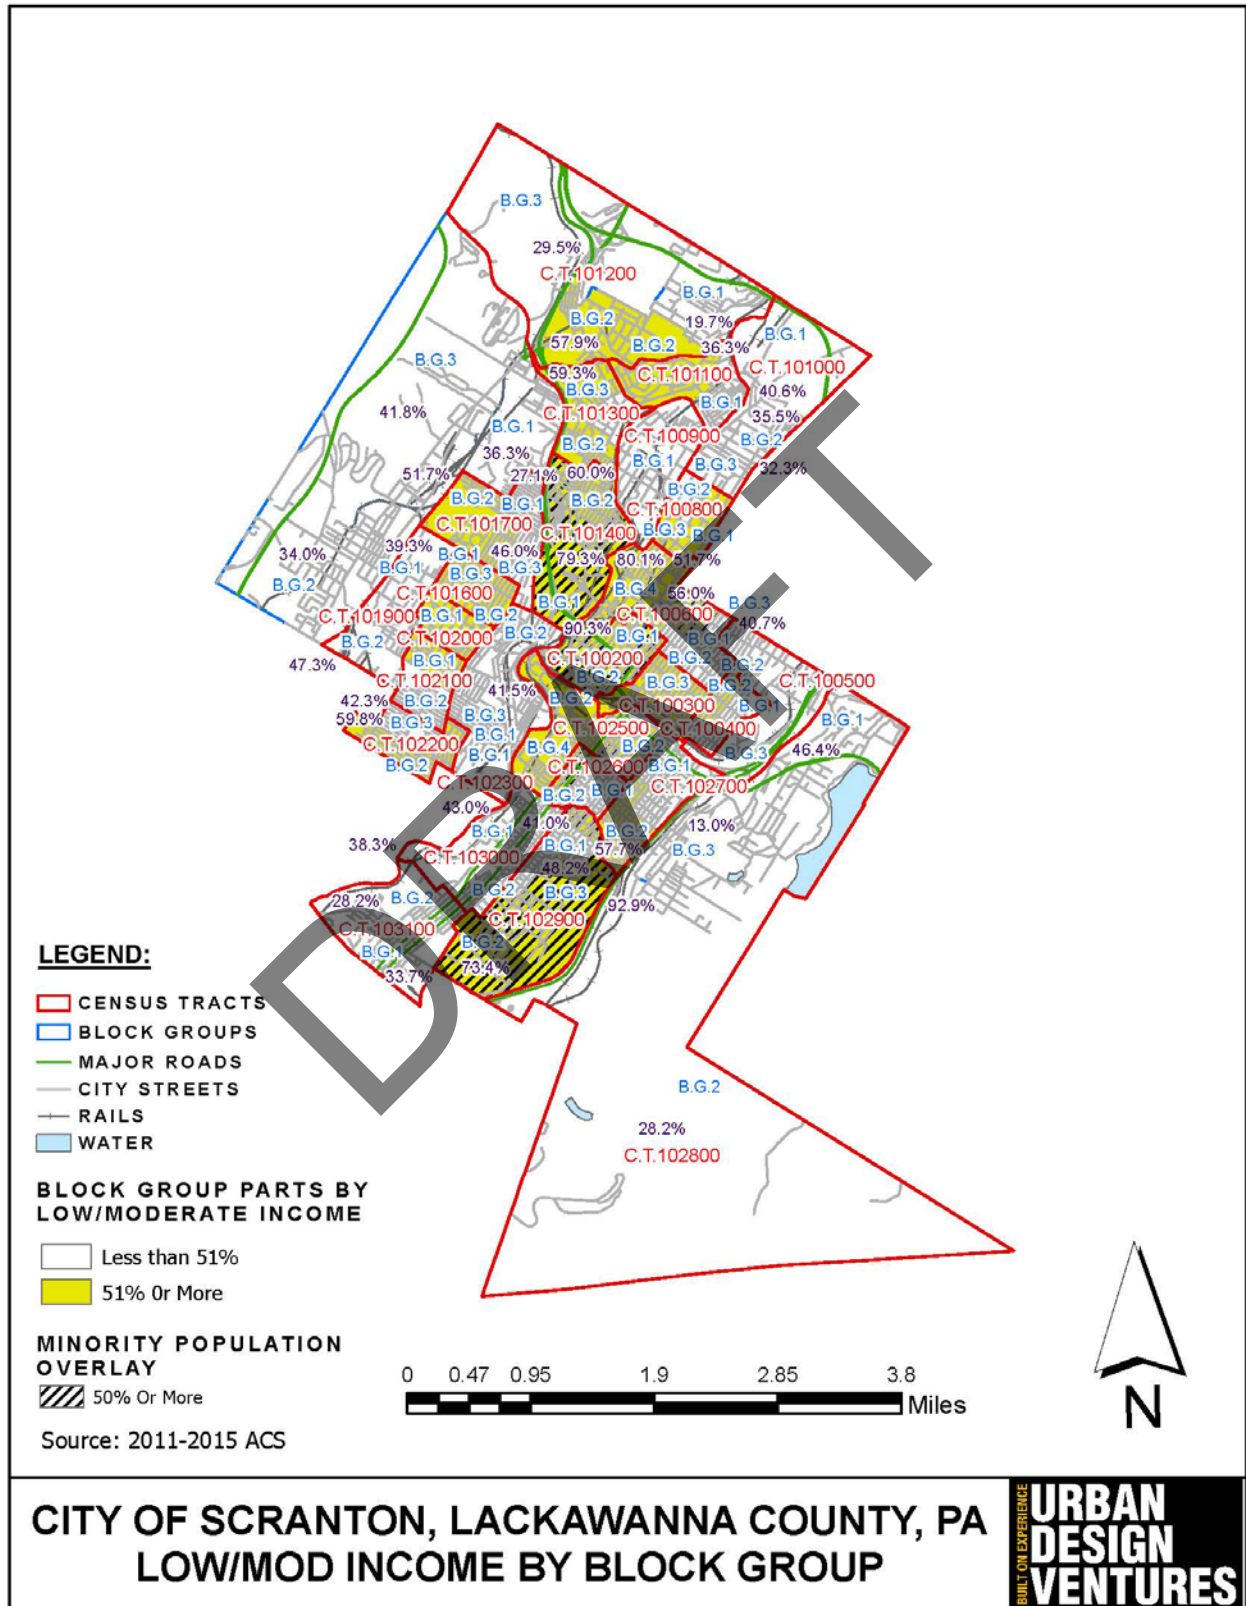 B.G.3
29.5%
C.T.101200
B.G.1
B.G.2
19.7%
B.G.1
57.9%
B.G.2
36.3%
B.G.3
59.3%
C.T.101100
C.T.101000
B.G.3
40.6%
41.8%
C.T.101300
B.G.1
35.5%
B.G.1
C.T.100900
B.G.2
B.G.2
36.3%
B.G.1
B.G.3
32.3%
51.7%
27.1%
60.0%
B.G.2
B.G.2
B.G.1
B.G.2
C.T.100800
C.T.101700
C.T.101400
B.G.3
B.G.1
39.3%
46.0%
79.3%
80.1%
51.7%
34.0%
B.G.1
B.G.1
B.G.3
B.G.3
B.G.4
56.0%
B.G.2
C.T.101600
B.G.1
B.G.3
C.T.101900
B.G.1
B.G.2
C.T.100600
40.7%
C.T.102000
B.G.2
90.3%
B.G.1
B.G.1
B.G.2
B.G.1
C.T.100200
B.G.2
B.G.2
47.3%
C.T.102100
B.G.2
B.G.3
B.G.2
C.T.100500
42.3%
B.G.2
41.5%
B.G.2
C.T.100300
B.G.1
59.8%
B.G.3
B.G.3
C.T.102500
C.T.100400
B.G.1
C.T.102200
B.G.1
B.G.4
B.G.2
B.G.3
46.4%
B.G.2
B.G.1
C.T.102600
B.G.1
C.T.102300
B.G.2
B.G.1
C.T.102700
43.0%
41.0%
B.G.2
13.0%
38.3%
B.G.1
B.G.1
57.7%
B.G.3
C.T.103000
48.2%
28.2%
B.G.2
B.G.2
B.G.3
92.9%
C.T.103100
C.T.102900
B.G.1
B.G.2
33.7%
73.4%
DRAFT
B.G.2
28.2%
C.T.102800
LEGEND:
CENSUS TRACTS
BLOCK GROUPS
MAJOR ROADS
CITY STREETS
RAILS
WATER
BLOCK GROUP PARTS BY
LOW/MODERATE INCOME
Less than 51%
51% 0r More
MINORITY POPULATION
OVERLAY
50% Or More
Source: 2011-2015 ACS
0 0.47 0.95 1.9 2.85 3.8
Miles
N
CITY OF SCRANTON, LACKAWANNA COUNTY, PA
LOW/MOD INCOME BY BLOCK GROUP
BUILT ON EXPERIENCE
URBAN
DESIGN
VENTURES